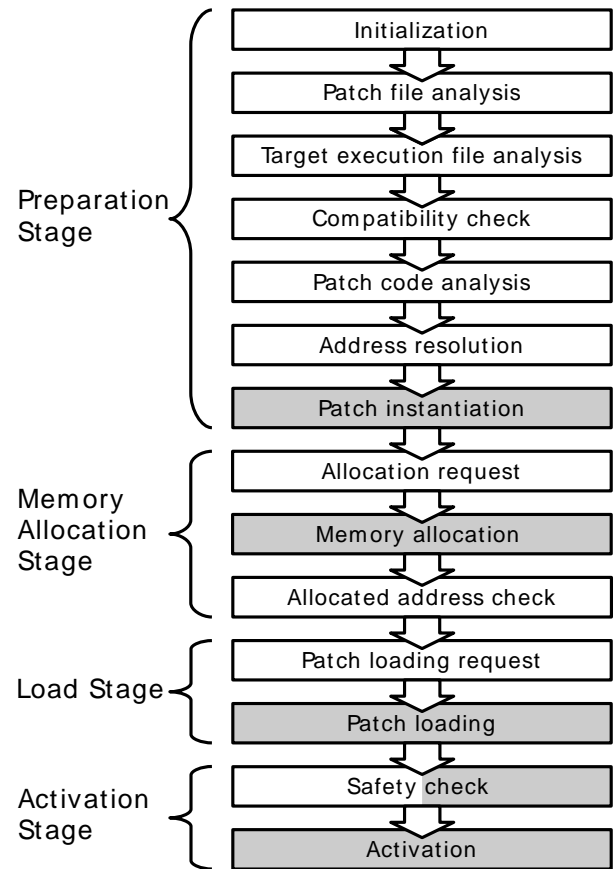 Initialization
Patch file analysis
Target execution file analysis
Preparation
Stage
Compatibility check
Patch code analysis
Address resolution
Patch instantiation
Memory
Allocation
Stage
Allocation request
Memory allocation
Allocated address check
Load Stage
Patch loading request
Patch loading
Activation
Stage
Safety check
Activation